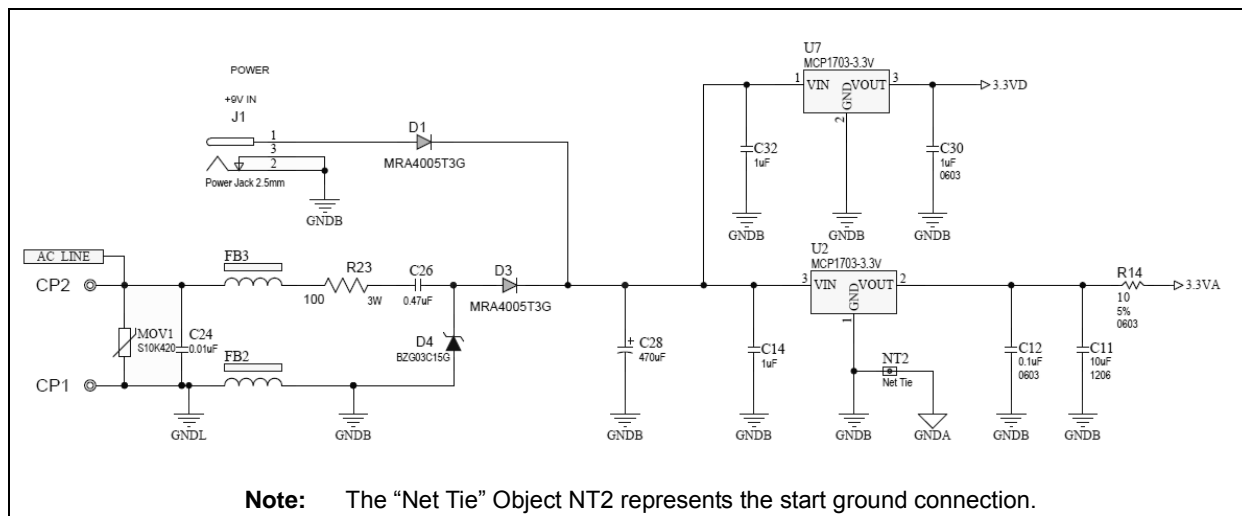 POWER
+9V IN
J1
1
3
2
Power Jack 2.5mm
GNDB
D1
MRA4005T3G
U7
MCP1703-3.3V
1 VIN VOUT 3
GND
2
3.3VD
C32
1uF
C30
1uF
0603
GNDB GNDB GNDB
AC LINE
CP2
FB3
R23
100 3W
C26
0.47uF
D3
MRA4005T3G
MOV1
S10K420
C24
0.01uF
D4
BZG03C15G
FB2
CP1
GNDL
GNDB
C28
470uF
GNDB
C14
1uF
GNDB
U2
MCP1703-3.3V
3 VIN VOUT 2
GND
1
NT2
Net Tie
GNDB
GNDA
C12
0.1uF
0603
GNDB
C11
10uF
1206
GNDB
R14
10
5%
0603
3.3VA
Note: The “Net Tie” Object NT2 represents the start ground connection.